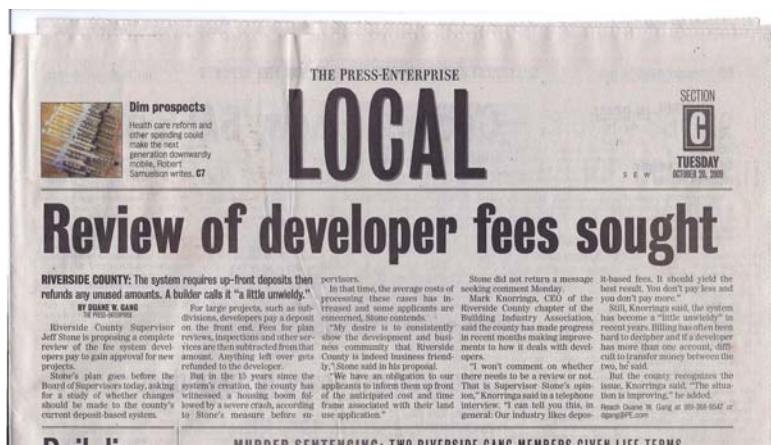 THE PRESS-ENTERPRISE
LOCAL
Dim prospects
Health care reform and
other spending could
make the next
generation downwardly
mobile, Robert
Samuelson writes. C7
SECTION
C
S E W
TUESDAY
OCTOBER 20, 2009
Review of developer fees sought
RIVERSIDE COUNTY: The system requires up-front deposits then
refunds any unused amounts. A builder calls it "a little unwieldy."
BY DUANE W. GANG
THE PRESS-ENTERPRISE
Riverside County Supervisor
Jeff Stone is proposing a complete
review of the fee system devel-
opers pay to gain approval for new
projects.
Stone's plan goes before the
Board of Supervisors today, asking
for a study of whether changes
should be made to the county's
current deposit-based system.
For large projects, such as sub-
divisions, developers pay a deposit
on the front end. Fees for plan
reviews, inspections and other ser-
vices are then subtracted from that
amount. Anything left over gets
refunded to the developer.
But in the 15 years since the
system's creation, the county has
witnessed a housing boom fol-
lowed by a severe crash, according
to Stone's measure before su-
pervisors.
In that time, the average costs of
processing these cases has in-
creased and some applicants are
concerned, Stone contends.
"My desire is to consistently
show the development and busi-
ness community that Riverside
County is indeed business friend-
ly," Stone said in his proposal.
"We have an obligation to our
applicants to inform them up front
of the anticipated cost and time
frame associated with their land
use application."
Stone did not return a message
seeking comment Monday.
Mark Knorringa, CEO of the
Riverside County chapter of the
Building Industry Association,
said the county has made progress
in recent months making improve-
ments to how it deals with devel-
opers.
"I won't comment on whether
there needs to be a review or not.
That is Supervisor Stone's opin-
ion," Knorringa said in a telephone
interview. "I can tell you this, in
general: Our industry likes depos-
it-based fees. It should yield the
best result. You don't pay less and
you don't pay more."
Still, Knorringa said, the system
has become a "little unwieldy" in
recent years. Billing has often been
hard to decipher and if a developer
has more than one account, diffi-
cult to transfer money between the
two, he said.
But the county recognizes the
issue, Knorringa said. "The situa-
tion is improving," he added.
Reach Duane W. Gang at 951-368-9547 or
dgang@PE.com
MURDER SENTENCING: TWO RIVERSIDE GANG MEMBERS GIVEN LIFE TERMS